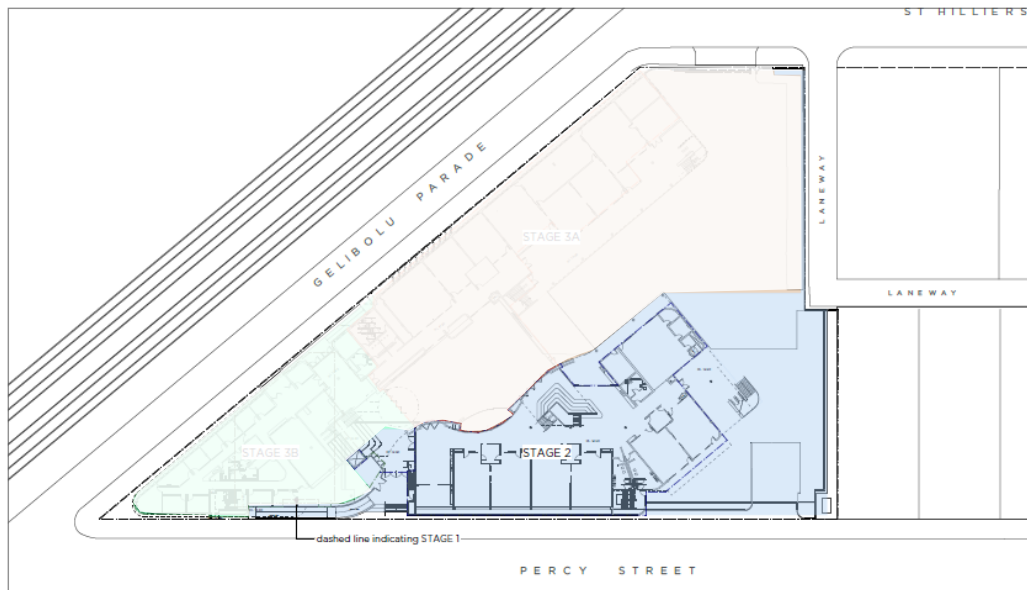 ST HILLIERS
GELIBOLU PARADE
LANEWAY
STAGE 3A
LANEWAY
STAGE 3B
STAGE 2
dashed line indicating STAGE 1
PERCY STREET